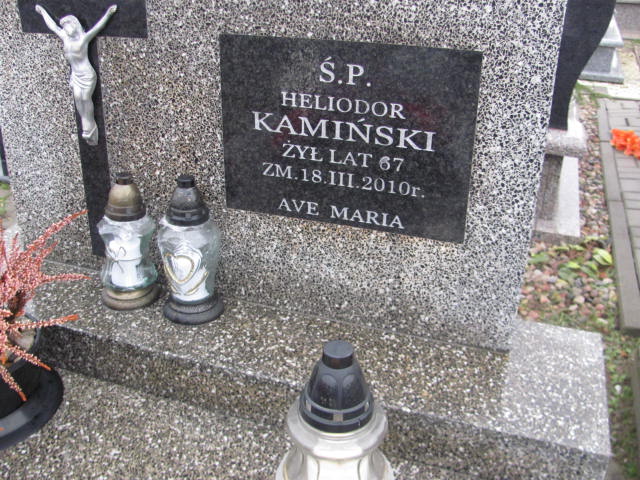 Ś.P.
HELIODOR
KAMIŃSKI
ŻYŁ LAT 67
ZM.18.III.2010r.
AVE MARIA